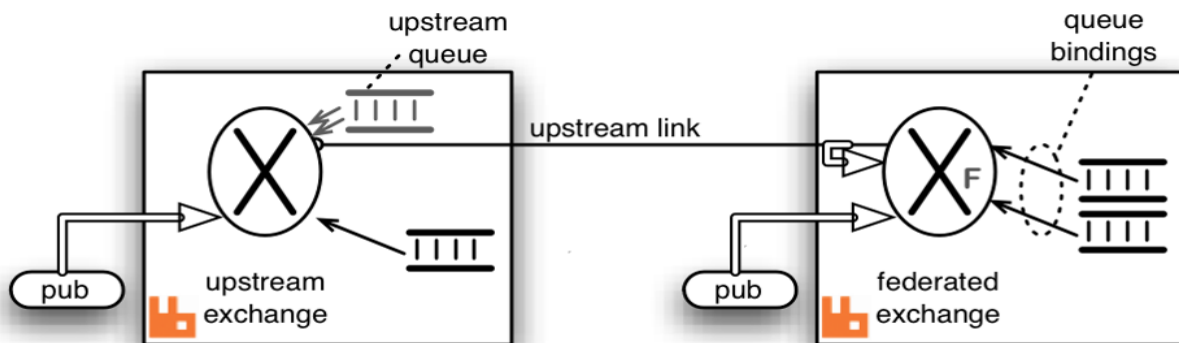 upstream
queue
queue
bindings
upstream link
F
pub
upstream
exchange
pub
federated
exchange